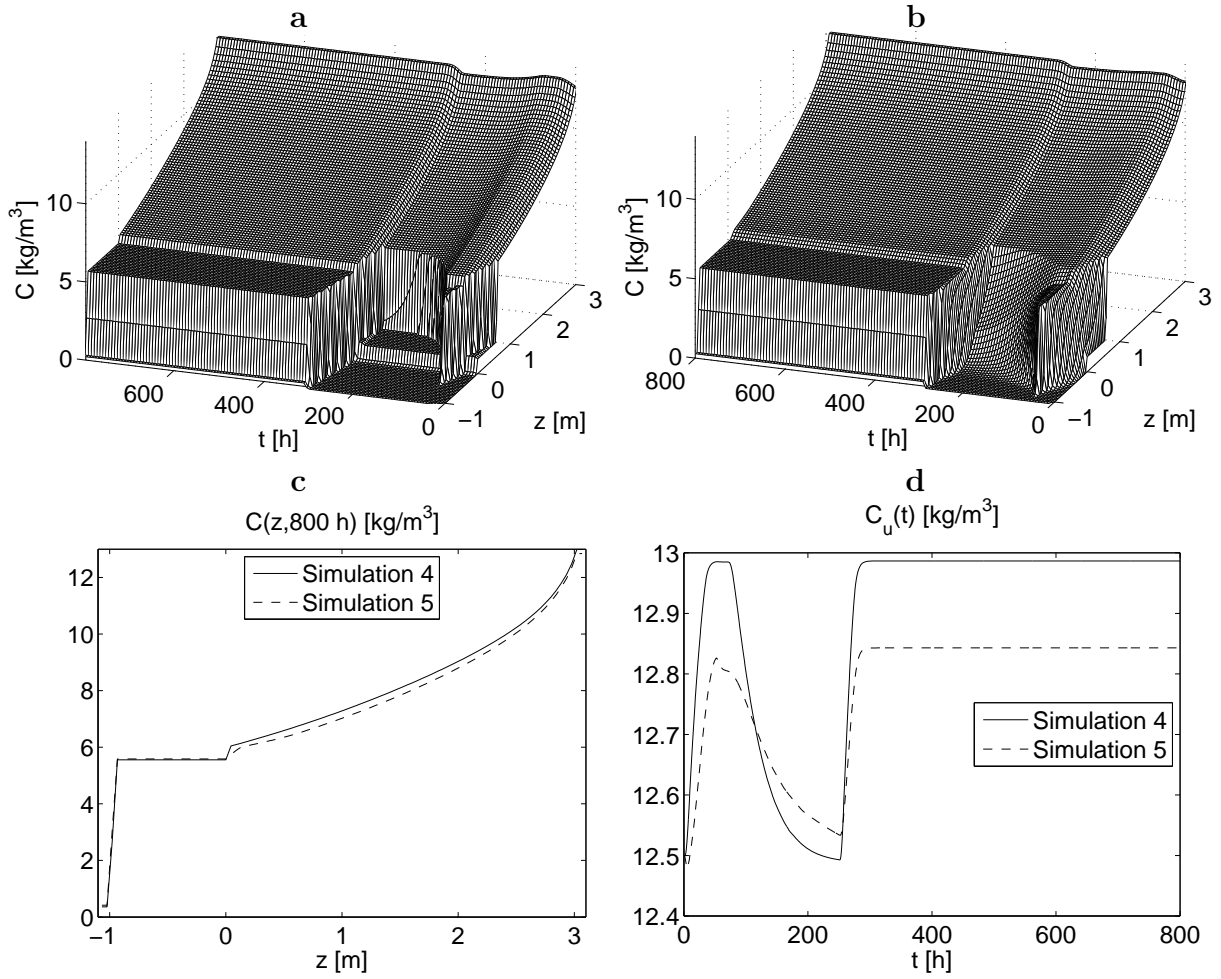 a
C [kg/m³]
10
5
0
600
400
200
0
t [h]
−1
0
1
2
3
z [m]
b
C [kg/m³]
10
5
0
800
600
400
200
0
t [h]
−1
0
1
2
3
z [m]
c
C(z,800 h) [kg/m³]
12
10
8
6
4
2
0
−1
0
1
2
3
z [m]
Simulation 4
Simulation 5
d
C_u(t) [kg/m³]
13
12.9
12.8
12.7
12.6
12.5
12.4
0
200
400
600
800
t [h]
Simulation 4
Simulation 5